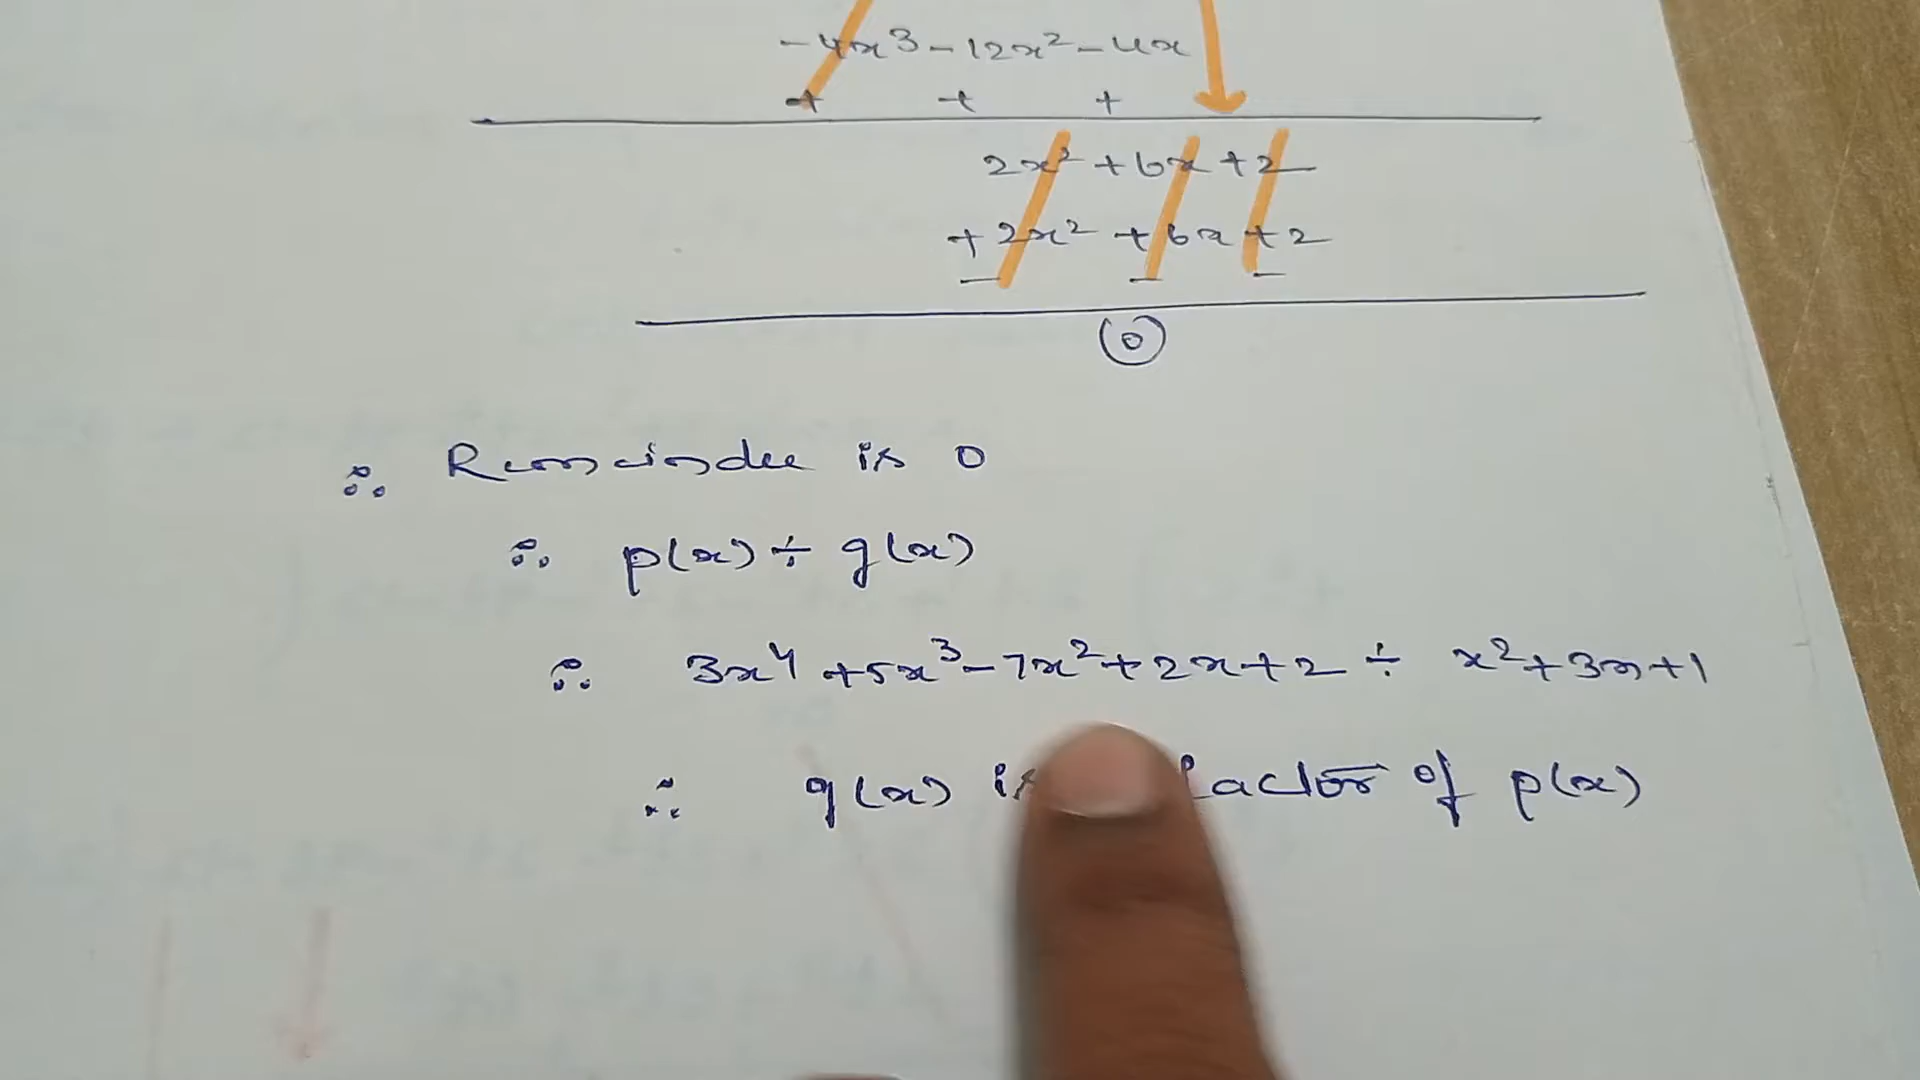 -4x³ - 12x² - 4x
+ + +
2x² + 6x + 2
+ 2x² + 6x + 2
- - -
0
∴ Remainder is 0
∴ p(x) ÷ g(x)
∴ 3x⁴ + 5x³ - 7x² + 2x + 2 ÷ x² + 3x + 1
∴ g(x) is factor of p(x)